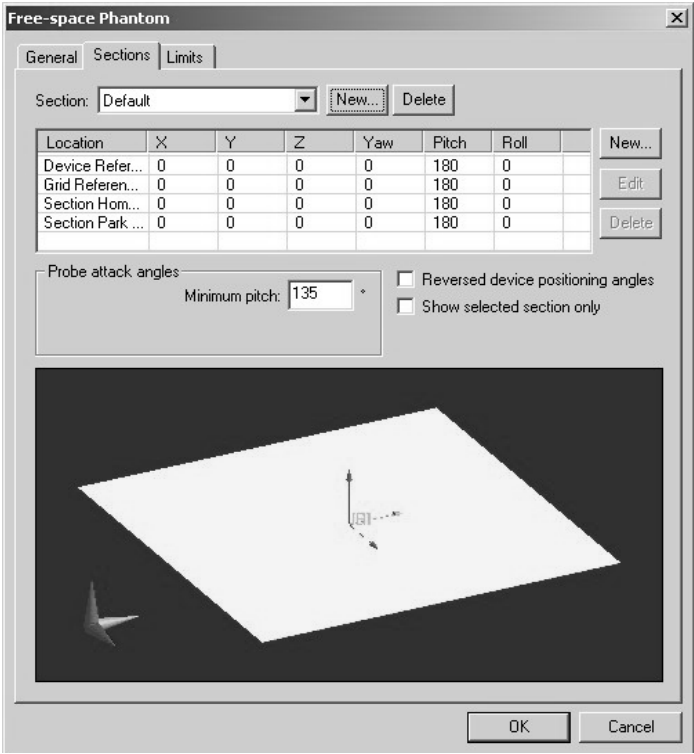 Free-space Phantom
General Sections Limits
Section: Default New... Delete
Location X Y Z Yaw Pitch Roll New...
Device Refer... 0 0 0 0 180 0
Grid Referen... 0 0 0 0 180 0 Edit
Section Hom... 0 0 0 0 180 0
Section Park ... 0 0 0 0 180 0 Delete
Probe attack angles
Minimum pitch: 135 °
Reversed device positioning angles
Show selected section only
OK Cancel